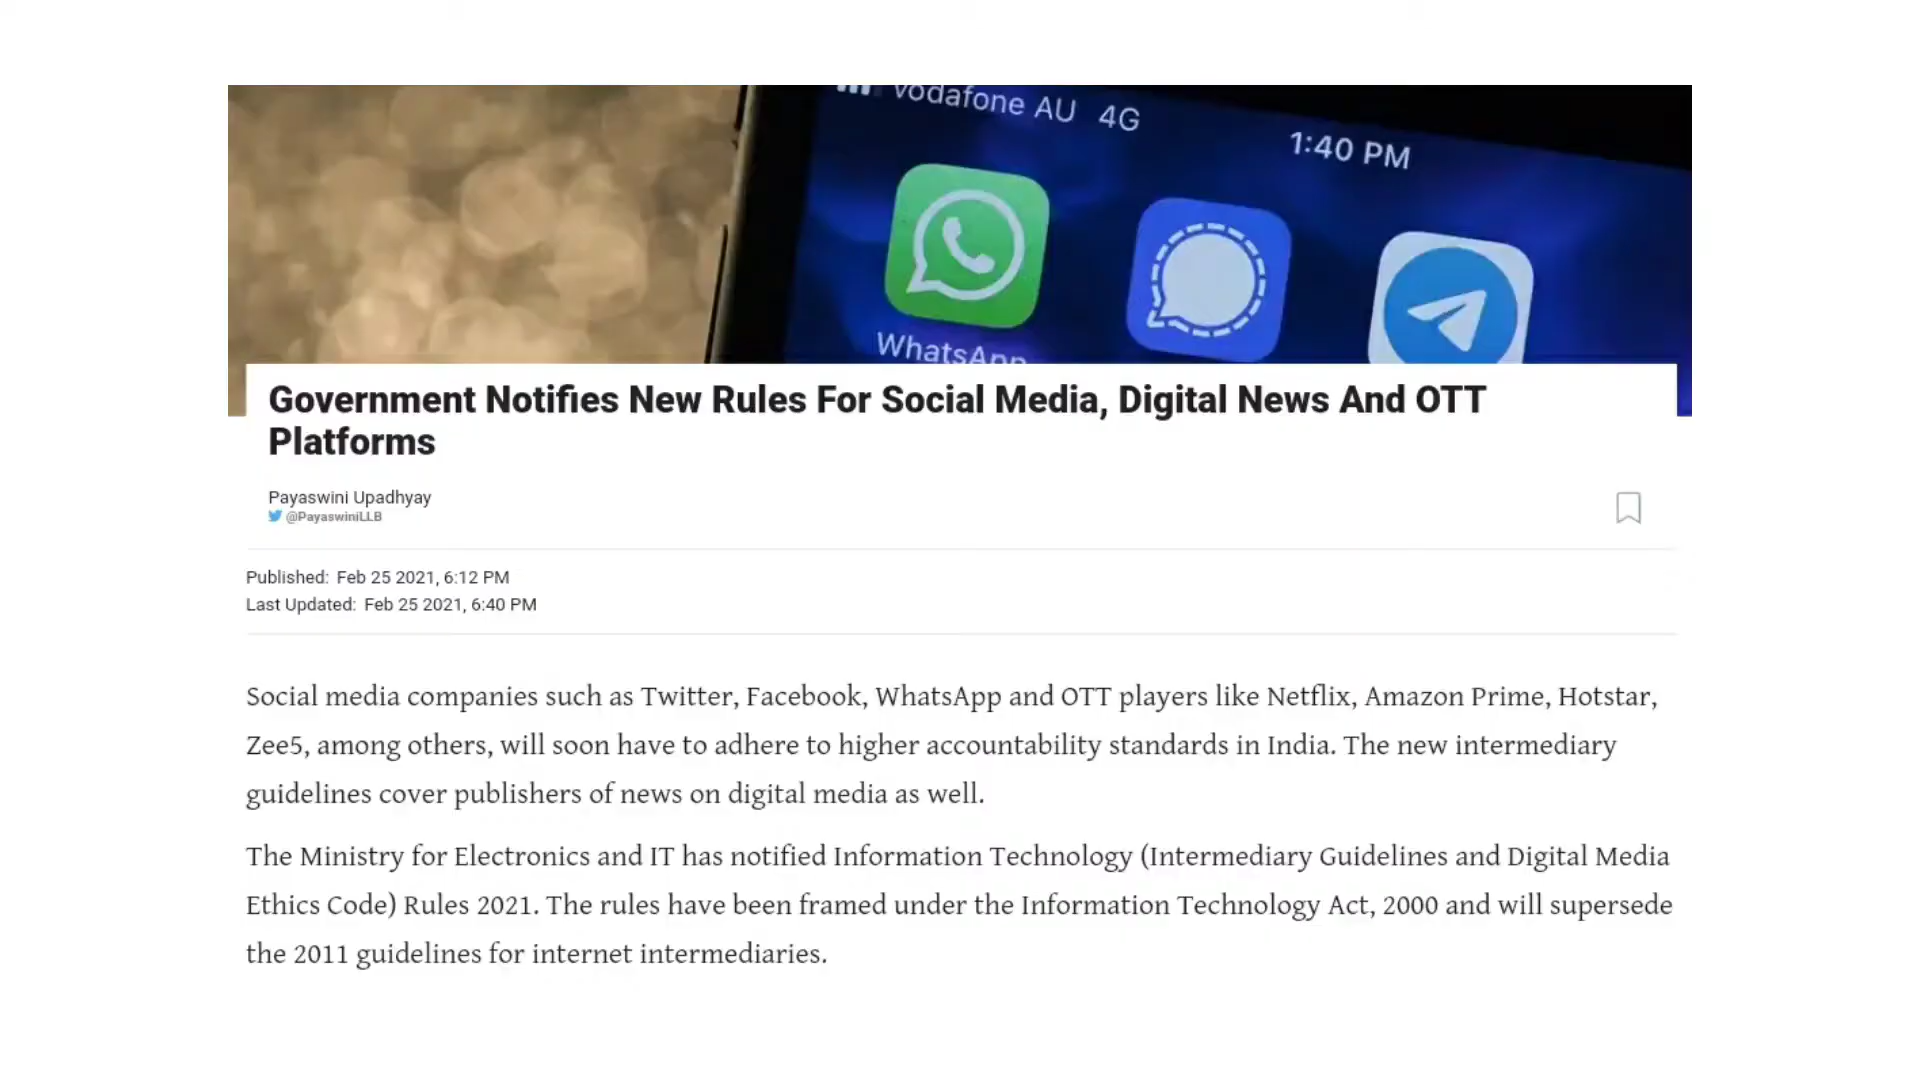 vodafone AU 4G
1:40 PM
WhatsApp
Government Notifies New Rules For Social Media, Digital News And OTT
Platforms
Payaswini Upadhyay
@PayaswiniLLB
Published: Feb 25 2021, 6:12 PM
Last Updated: Feb 25 2021, 6:40 PM
Social media companies such as Twitter, Facebook, WhatsApp and OTT players like Netflix, Amazon Prime, Hotstar,
Zee5, among others, will soon have to adhere to higher accountability standards in India. The new intermediary
guidelines cover publishers of news on digital media as well.
The Ministry for Electronics and IT has notified Information Technology (Intermediary Guidelines and Digital Media
Ethics Code) Rules 2021. The rules have been framed under the Information Technology Act, 2000 and will supersede
the 2011 guidelines for internet intermediaries.